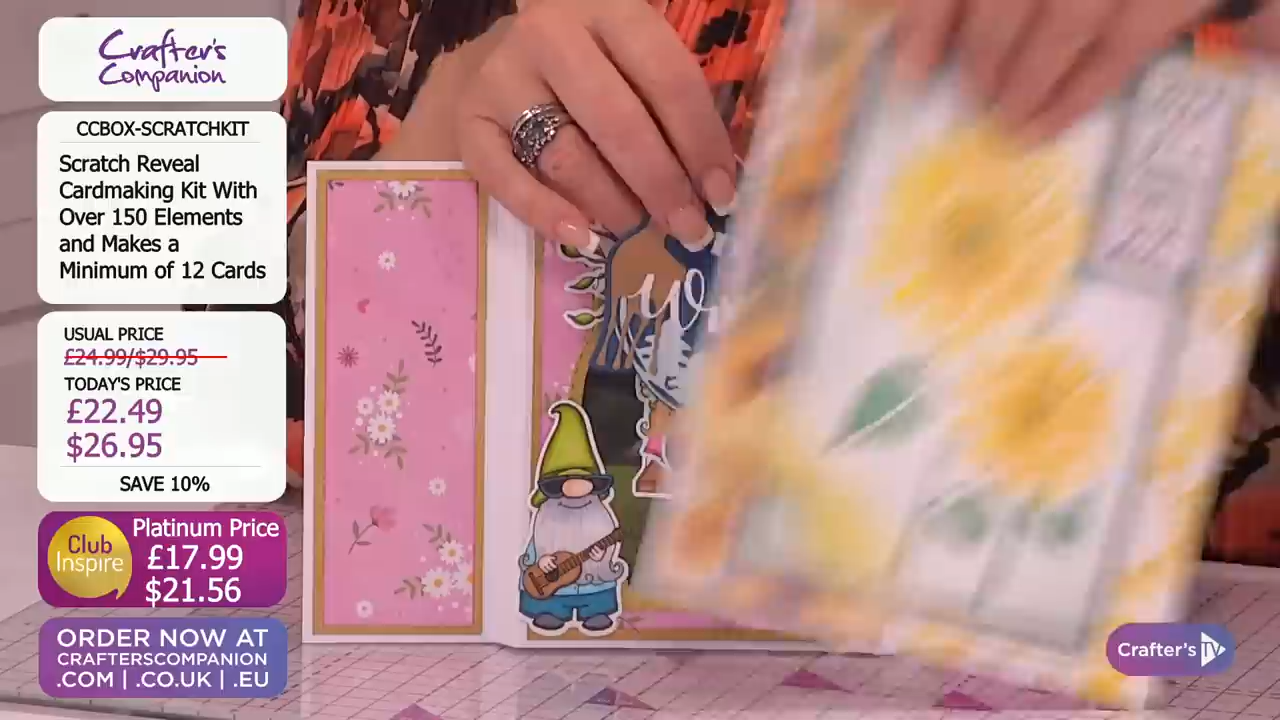 Crafter's
Companion
CCBOX-SCRATCHKIT
Scratch Reveal
Cardmaking Kit With
Over 150 Elements
and Makes a
Minimum of 12 Cards
USUAL PRICE
£24.99/$29.95
TODAY'S PRICE
£22.49
$26.95
SAVE 10%
Club
Inspire
Platinum Price
£17.99
$21.56
ORDER NOW AT
CRAFTERSCOMPANION
.COM | .CO.UK | .EU
Crafter's TV